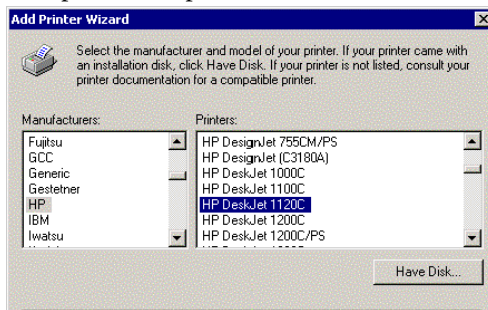 Add Printer Wizard
Select the manufacturer and model of your printer. If your printer came with
an installation disk, click Have Disk. If your printer is not listed, consult your
printer documentation for a compatible printer.
Manufacturers:
Fujitsu
GCC
Generic
Gestetner
HP
IBM
Iwatsu
Printers:
HP DesignJet 755CM/PS
HP DesignJet (C3180A)
HP DeskJet 1000C
HP DeskJet 1100C
HP DeskJet 1120C
HP DeskJet 1200C
HP DeskJet 1200C/PS
Have Disk...